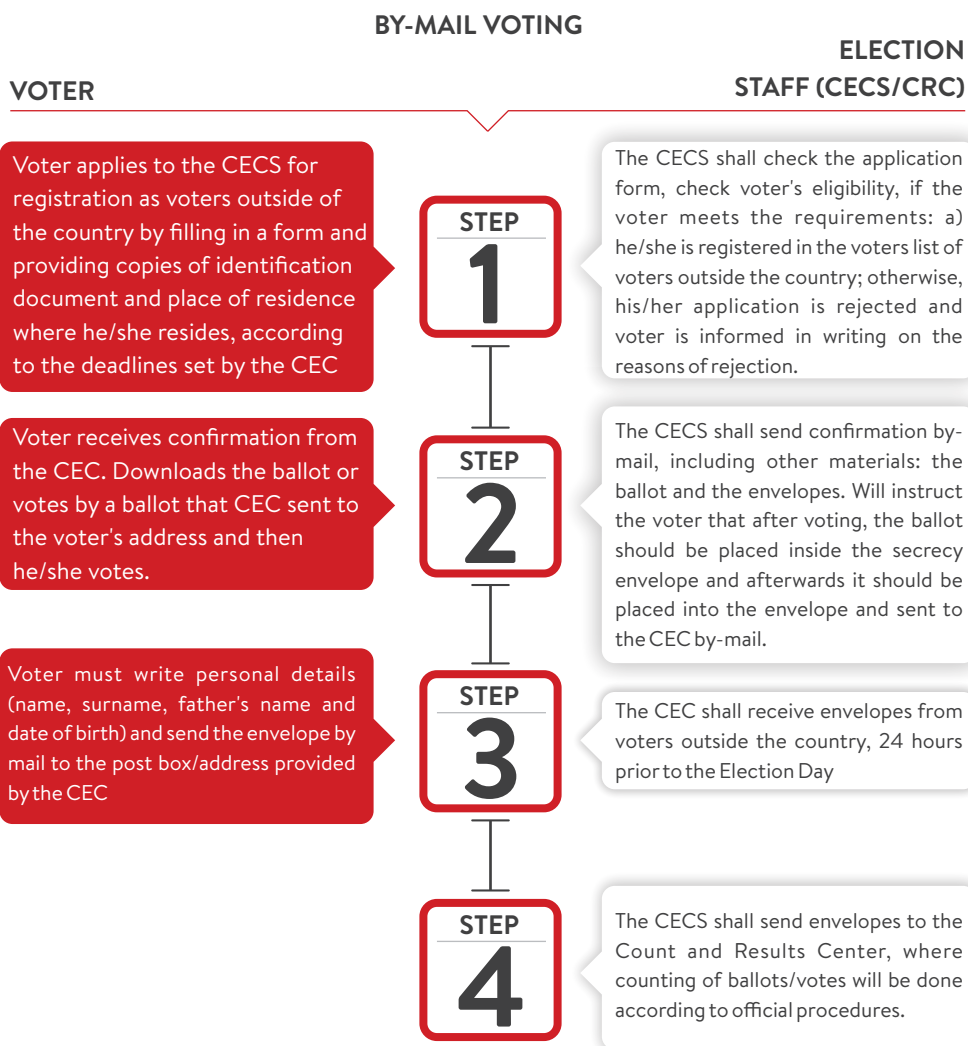 BY-MAIL VOTING
VOTER
ELECTION
STAFF (CECS/CRC)
Voter applies to the CECS for
registration as voters outside of
the country by filling in a form and
providing copies of identification
document and place of residence
where he/she resides, according
to the deadlines set by the CEC
STEP
1
The CECS shall check the application
form, check voter's eligibility, if the
voter meets the requirements: a)
he/she is registered in the voters list of
voters outside the country; otherwise,
his/her application is rejected and
voter is informed in writing on the
reasons of rejection.
Voter receives confirmation from
the CEC. Downloads the ballot or
votes by a ballot that CEC sent to
the voter's address and then
he/she votes.
STEP
2
The CECS shall send confirmation by-
mail, including other materials: the
ballot and the envelopes. Will instruct
the voter that after voting, the ballot
should be placed inside the secrecy
envelope and afterwards it should be
placed into the envelope and sent to
the CEC by-mail.
Voter must write personal details
(name, surname, father's name and
date of birth) and send the envelope by
mail to the post box/address provided
by the CEC
STEP
3
The CEC shall receive envelopes from
voters outside the country, 24 hours
prior to the Election Day
STEP
4
The CECS shall send envelopes to the
Count and Results Center, where
counting of ballots/votes will be done
according to official procedures.